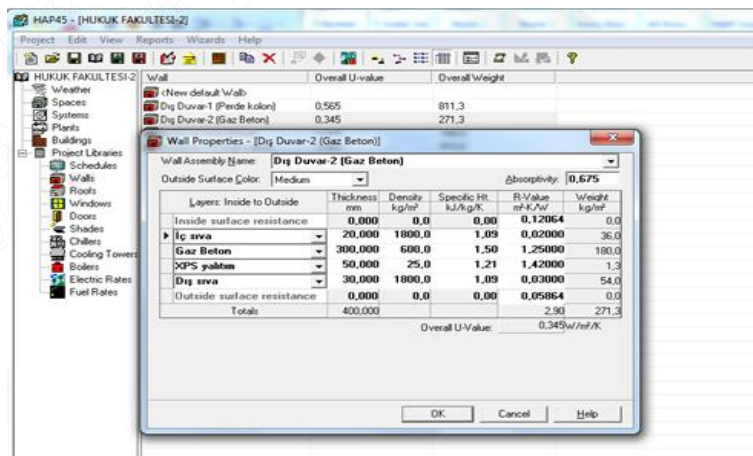 HAP45 - [HUKUK FAKULTESI-2]
Project Edit View Reports Wizards Help
HUKUK FAKULTESI-2
Weather
Spaces
Systems
Plants
Buildings
Project Libraries
Schedules
Walls
Roofs
Windows
Doors
Shades
Chillers
Cooling Towers
Boilers
Electric Rates
Fuel Rates
Wall Overall U-value Overall Weight
<New default Wall>
Dış Duvar-1 (Perde kolon) 0,565 811,3
Dış Duvar-2 (Gaz Beton) 0,345 271,3
Wall Properties - [Dış Duvar-2 (Gaz Beton)]
Wall Assembly Name: Dış Duvar-2 (Gaz Beton)
Outside Surface Color: Medium Absorptivity: 0,675
Layers: Inside to Outside Thickness mm Density kg/m³ Specific Ht. kJ/kg/K R-Value m²-K/W Weight kg/m²
Inside surface resistance 0,000 0,0 0,00 0,12064 0,0
İç sıva 20,000 1800,0 1,09 0,02000 36,0
Gaz Beton 300,000 600,0 1,50 1,25000 180,0
XPS yalıtım 50,000 25,0 1,21 1,42000 1,3
Dış sıva 30,000 1800,0 1,09 0,03000 54,0
Outside surface resistance 0,000 0,0 0,00 0,05864 0,0
Totals 400,000 2,90 271,3
Overall U-Value: 0,345 W/m²/K
OK Cancel Help